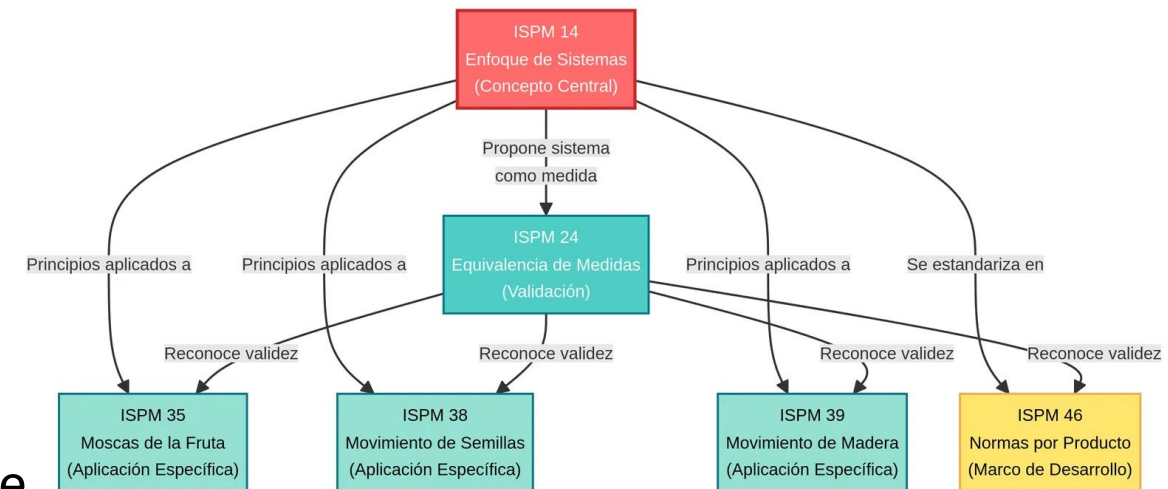 ISPM 14
Enfoque de Sistemas
(Concepto Central)
Propone sistema
como medida
ISPM 24
Equivalencia de Medidas
(Validación)
Principios aplicados a
Principios aplicados a
Principios aplicados a
Se estandariza en
Reconoce validez
Reconoce validez
Reconoce validez
Reconoce validez
ISPM 35
Moscas de la Fruta
(Aplicación Específica)
ISPM 38
Movimiento de Semillas
(Aplicación Específica)
ISPM 39
Movimiento de Madera
(Aplicación Específica)
ISPM 46
Normas por Producto
(Marco de Desarrollo)
e